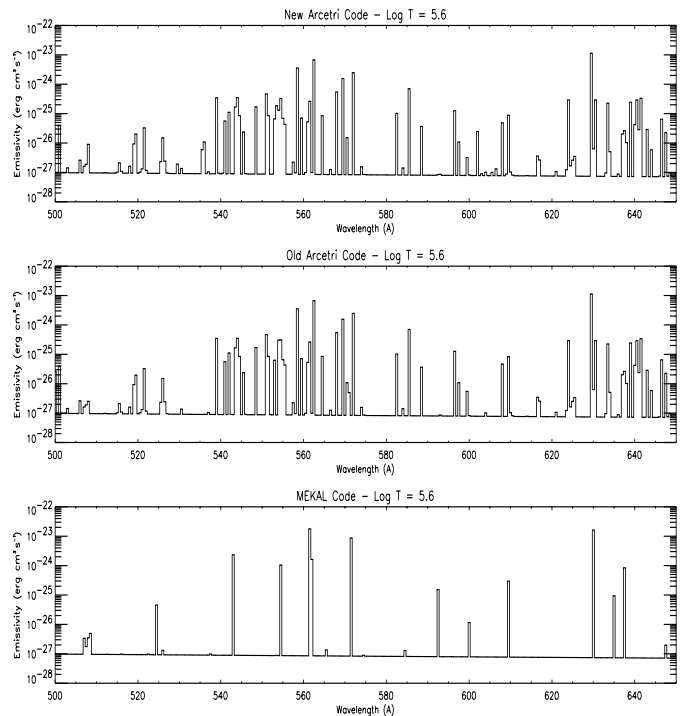 New Arcetri Code – Log T = 5.6
Emissivity (erg cm³s⁻¹)
10⁻²²
10⁻²³
10⁻²⁴
10⁻²⁵
10⁻²⁶
10⁻²⁷
10⁻²⁸
500 520 540 560 580 600 620 640
Wavelength (A)
Old Arcetri Code – Log T = 5.6
Emissivity (erg cm³s⁻¹)
10⁻²²
10⁻²³
10⁻²⁴
10⁻²⁵
10⁻²⁶
10⁻²⁷
10⁻²⁸
500 520 540 560 580 600 620 640
Wavelength (A)
MEKAL Code – Log T = 5.6
Emissivity (erg cm³s⁻¹)
10⁻²²
10⁻²³
10⁻²⁴
10⁻²⁵
10⁻²⁶
10⁻²⁷
10⁻²⁸
500 520 540 560 580 600 620 640
Wavelength (A)